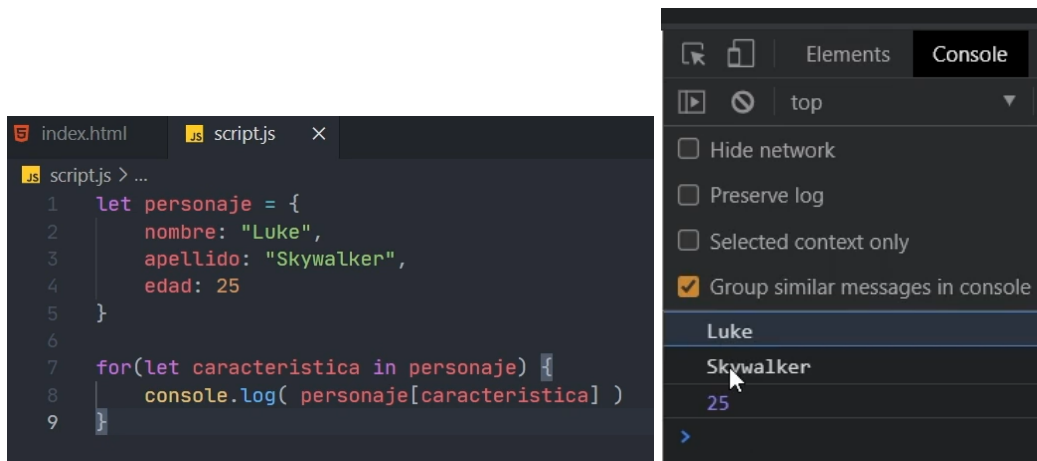 index.html
JS script.js
JS script.js > ...
1 let personaje = {
2 nombre: "Luke",
3 apellido: "Skywalker",
4 edad: 25
5 }
6
7 for(let caracteristica in personaje) {
8 console.log( personaje[caracteristica] )
9 }
Elements Console
top
Hide network
Preserve log
Selected context only
Group similar messages in console
Luke
Skywalker
25